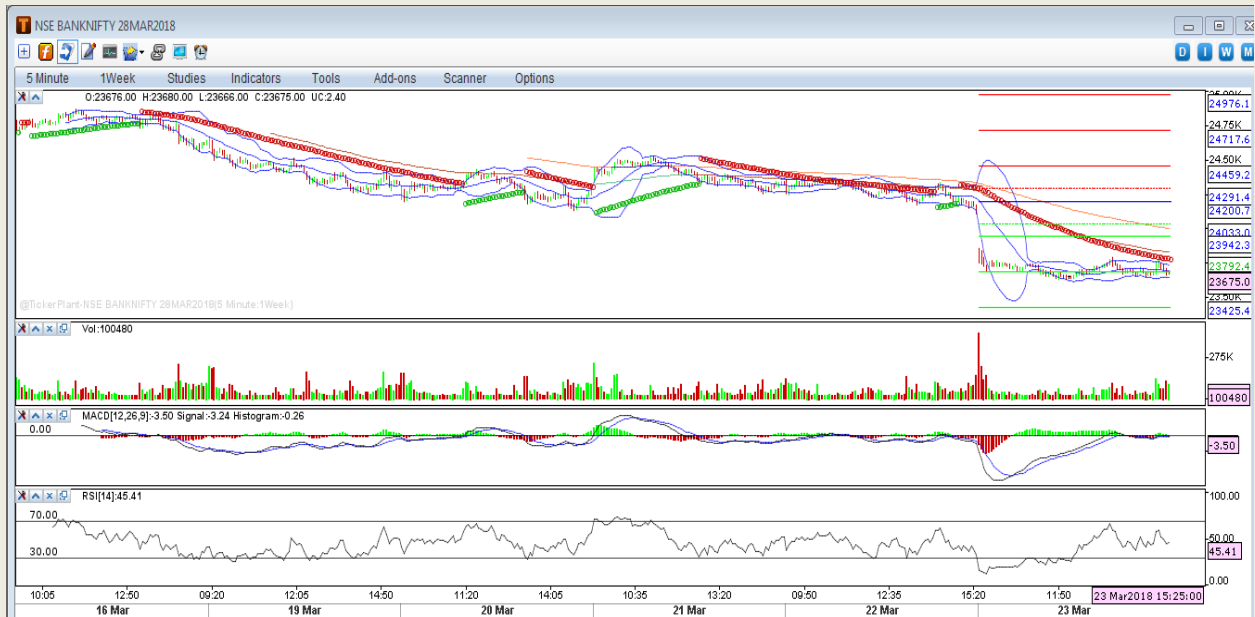 NSE BANKNIFTY 28MAR2018
D I W M
5 Minute 1Week Studies Indicators Tools Add-ons Scanner Options
O:23676.00 H:23680.00 L:23666.00 C:23675.00 UC:2.40
24976.1
24.75K
24717.6
24.50K
24459.2
24291.4
24200.7
24033.0
23942.3
23792.4
23675.0
23.50K
23425.4
@TickerPlant-NSE BANKNIFTY 28MAR2018(5 Minute:1Week)
Vol:100480
275K
100480
MACD[12,26,9]:-3.50 Signal:-3.24 Histogram:-0.26
0.00
-3.50
RSI[14]:45.41
100.00
70.00
50.00
30.00
45.41
0.00
10:05 12:50 09:20 12:05 14:50 11:20 14:05 10:35 13:20 09:50 12:35 15:20 11:50 23 Mar2018 15:25:00
16 Mar 19 Mar 20 Mar 21 Mar 22 Mar 23 Mar